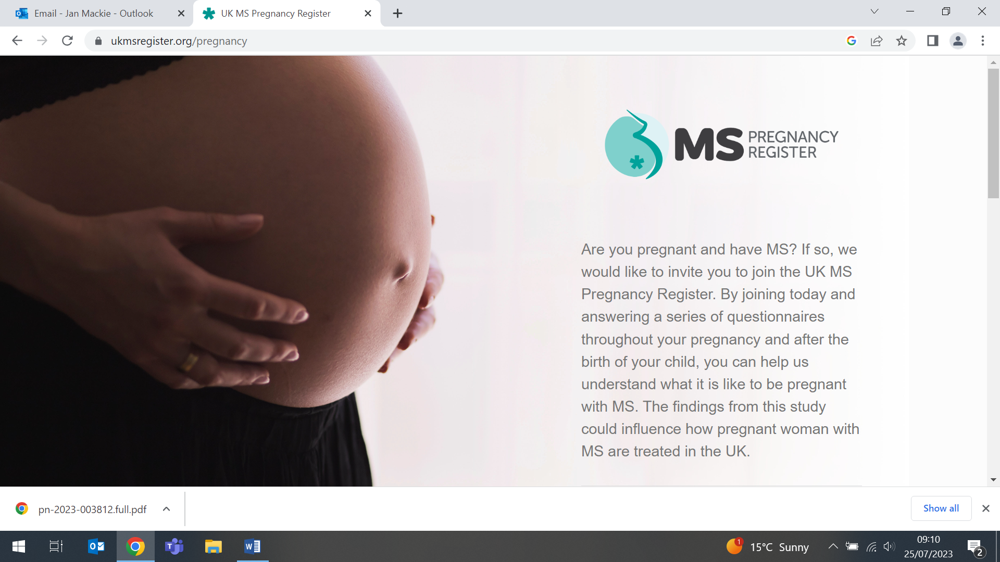 Email - Jan Mackie - Outlook
UK MS Pregnancy Register
ukmsregister.org/pregnancy
MS PREGNANCY
REGISTER
Are you pregnant and have MS? If so, we
would like to invite you to join the UK MS
Pregnancy Register. By joining today and
answering a series of questionnaires
throughout your pregnancy and after the
birth of your child, you can help us
understand what it is like to be pregnant
with MS. The findings from this study
could influence how pregnant woman with
MS are treated in the UK.
pn-2023-003812.full.pdf
Show all
1
15°C Sunny
09:10
25/07/2023
2